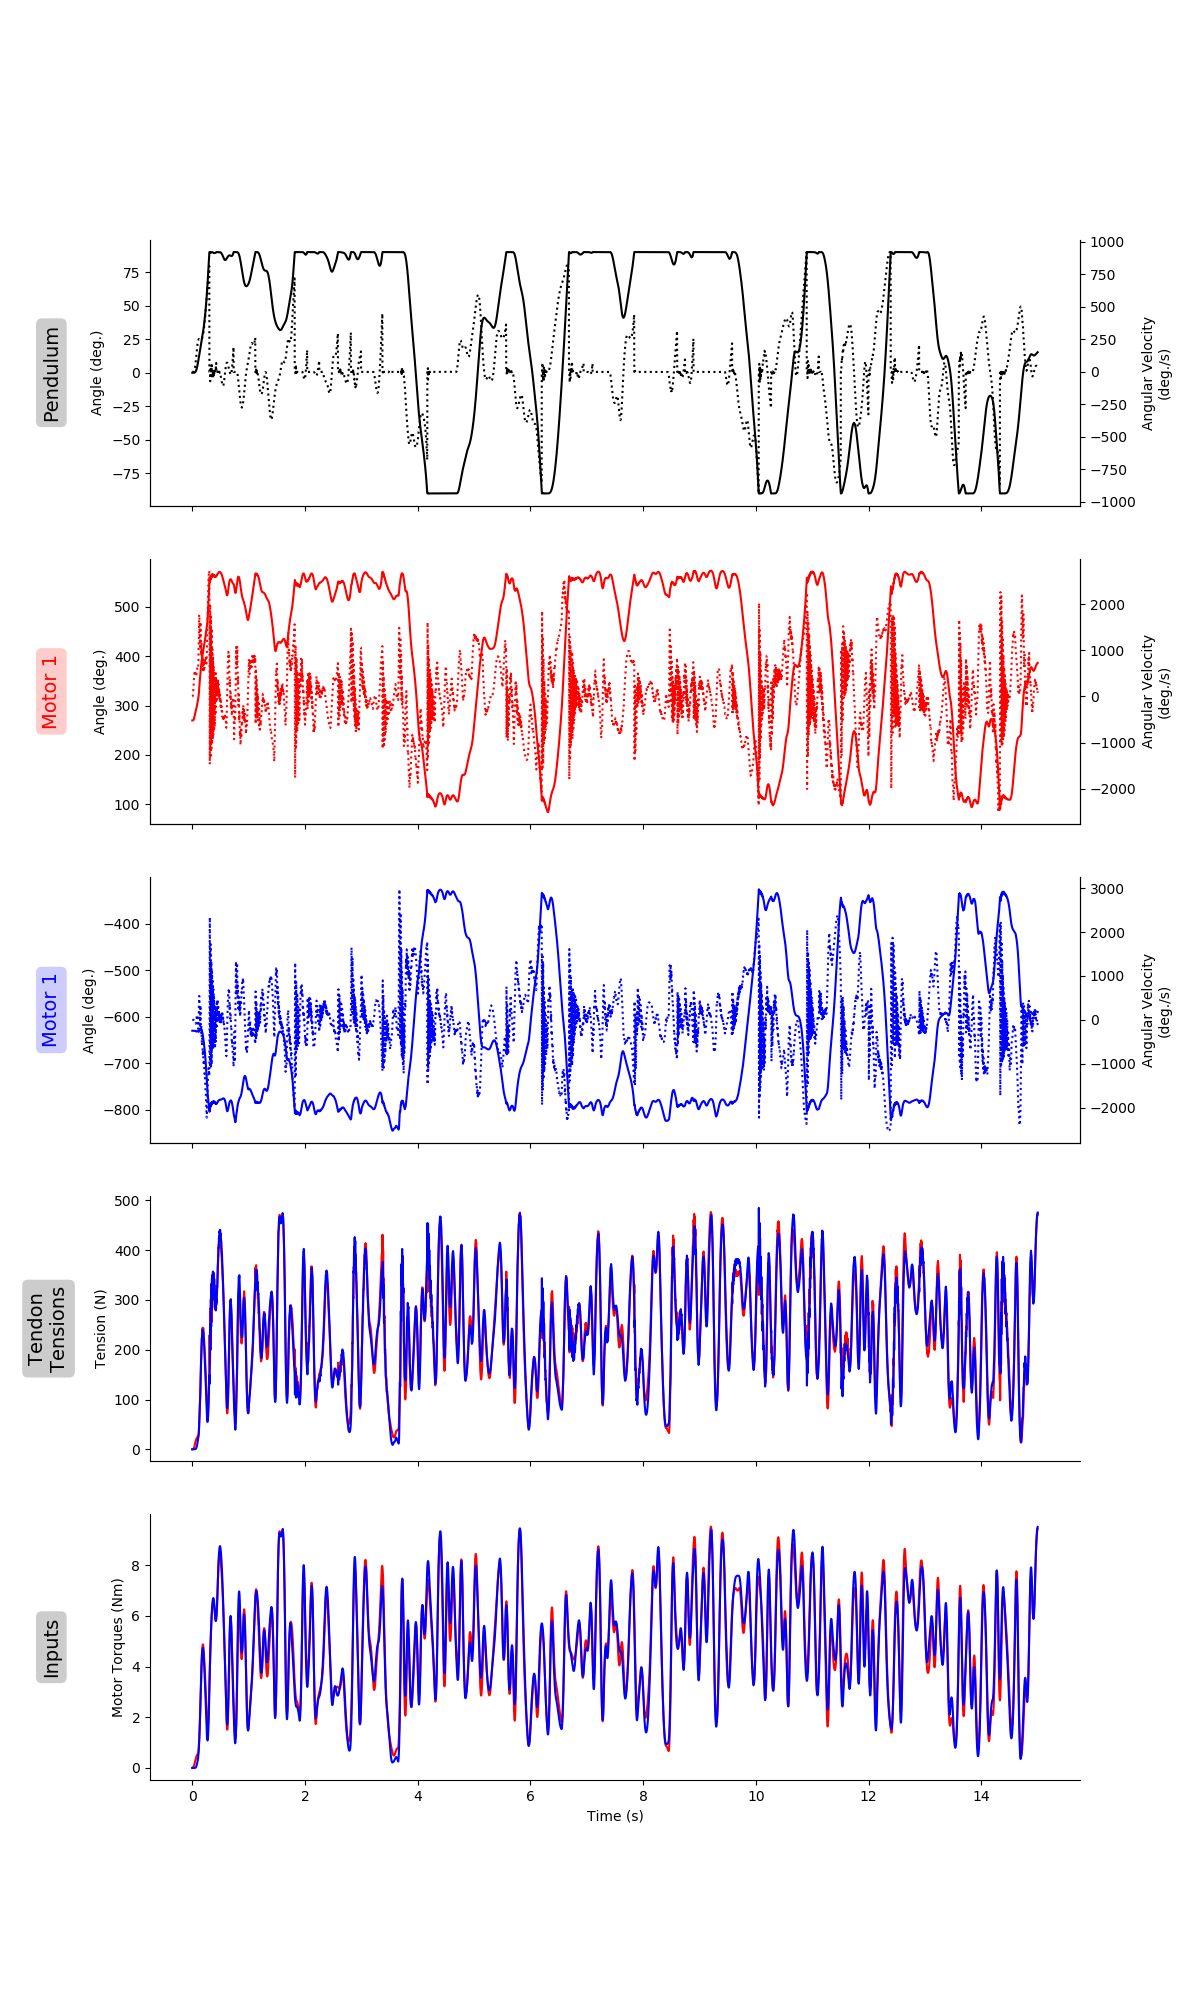 Pendulum
Angle (deg.)
75
50
25
0
−25
−50
−75
1000
750
500
250
0
−250
−500
−750
−1000
Angular Velocity
(deg./s)
Motor 1
Angle (deg.)
500
400
300
200
100
2000
1000
0
−1000
−2000
Angular Velocity
(deg./s)
Motor 1
Angle (deg.)
−400
−500
−600
−700
−800
3000
2000
1000
0
−1000
−2000
Angular Velocity
(deg./s)
Tendon
Tensions
Tension (N)
500
400
300
200
100
0
Inputs
Motor Torques (Nm)
8
6
4
2
0
0 2 4 6 8 10 12 14
Time (s)